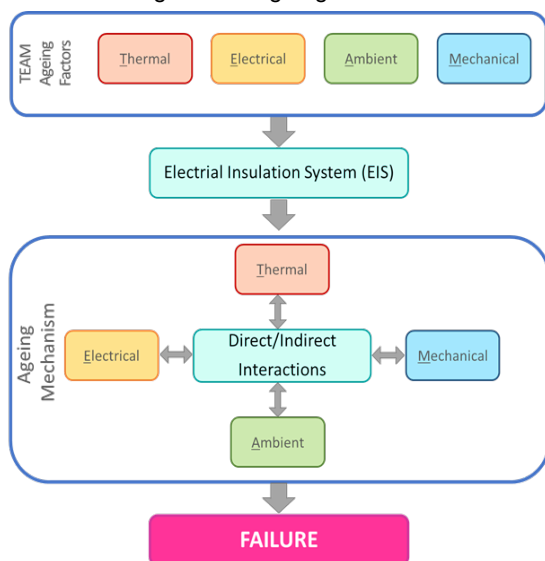 TEAM
Ageing
Factors
Thermal
Electrical
Ambient
Mechanical
Electrial Insulation System (EIS)
Ageing
Mechanism
Thermal
Electrical
Direct/Indirect
Interactions
Mechanical
Ambient
FAILURE